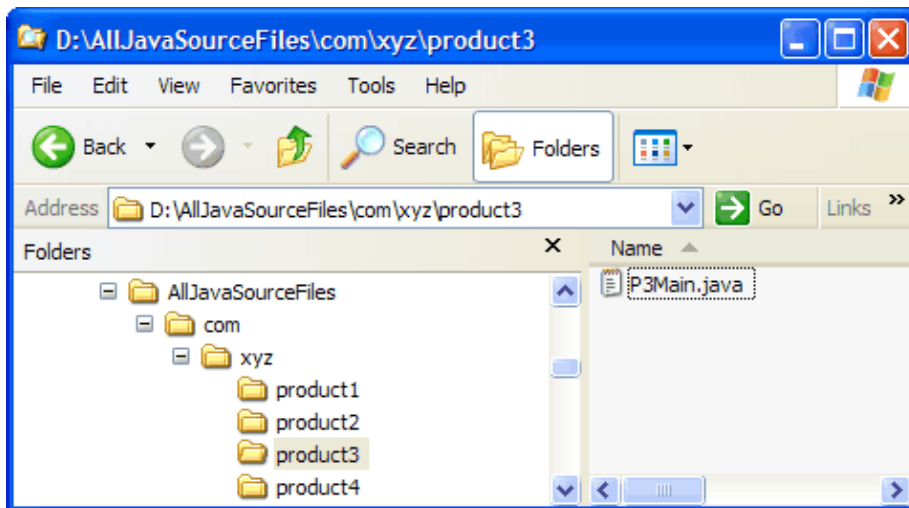 D:\AllJavaSourceFiles\com\xyz\product3
File Edit View Favorites Tools Help
Back Search Folders
Address D:\AllJavaSourceFiles\com\xyz\product3 Go Links »
Folders x Name
AllJavaSourceFiles P3Main.java
com
xyz
product1
product2
product3
product4